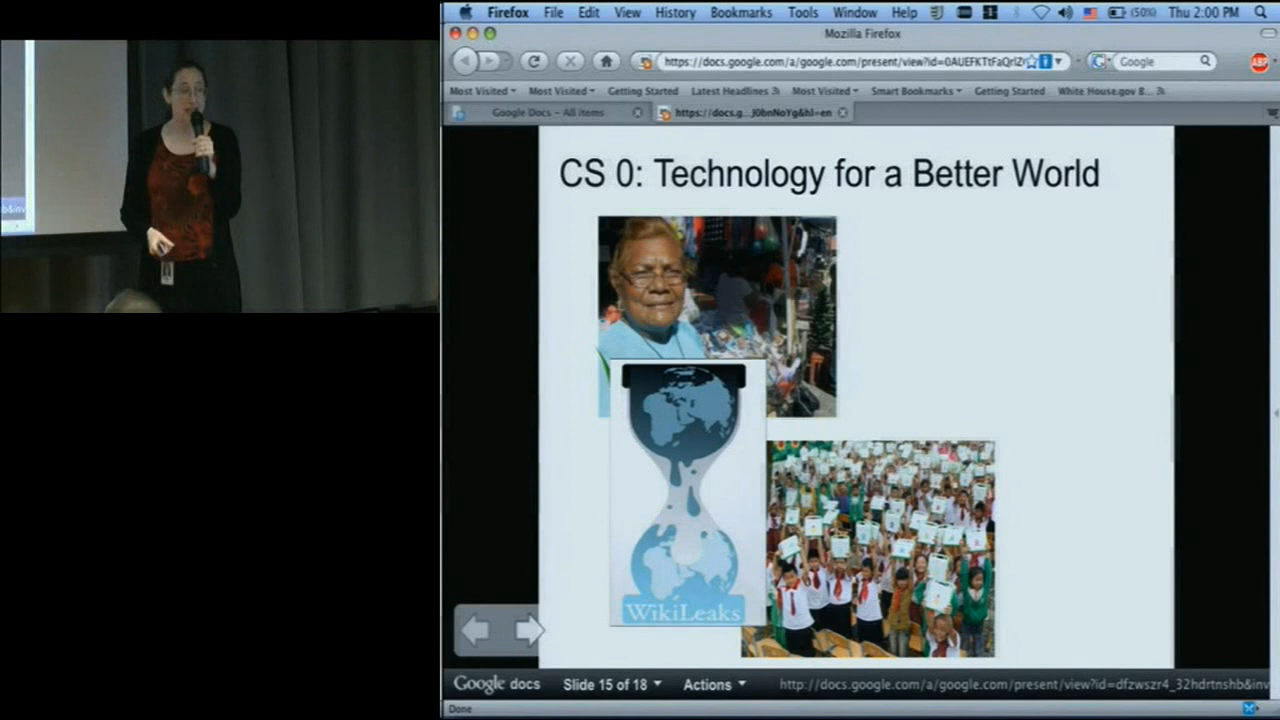 Firefox File Edit View History Bookmarks Tools Window Help (50%) Thu 2:00 PM
Mozilla Firefox
https://docs.google.com/a/google.com/present/view?id=0AUEFKTtFaQrlZ
Google
ABP
Most Visited Most Visited Getting Started Latest Headlines Most Visited Smart Bookmarks Getting Started White House.gov B...
Google Docs – All items
https://docs.g...J0bnNoYg&hl=en
CS 0: Technology for a Better World
WikiLeaks
Google docs Slide 15 of 18 Actions http://docs.google.com/a/google.com/present/view?id=dfzwszr4_32hdrtnshb&inv
Done